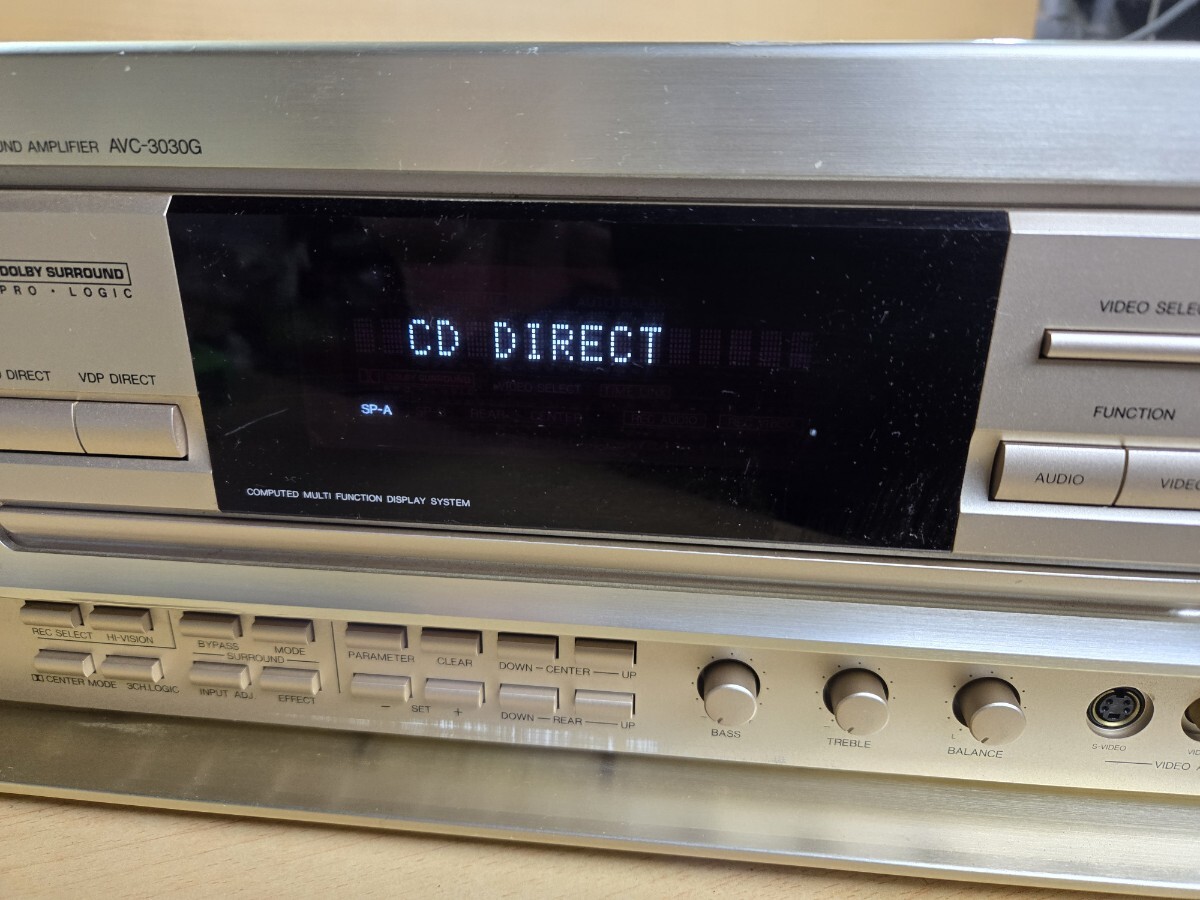 UND AMPLIFIER AVC-3030G
DOLBY SURROUND
PRO · LOGIC
DIRECT VDP DIRECT
CD DIRECT
SP-A
COMPUTED MULTI FUNCTION DISPLAY SYSTEM
VIDEO SELEC
FUNCTION
AUDIO VIDEO
REC SELECT HI-VISION
BYPASS MODE
SURROUND
CENTER MODE 3CH.LOGIC
INPUT ADJ. EFFECT
PARAMETER CLEAR
DOWN — CENTER — UP
− SET +
DOWN — REAR — UP
BASS
TREBLE
L
BALANCE
S-VIDEO
VID
VIDEO A